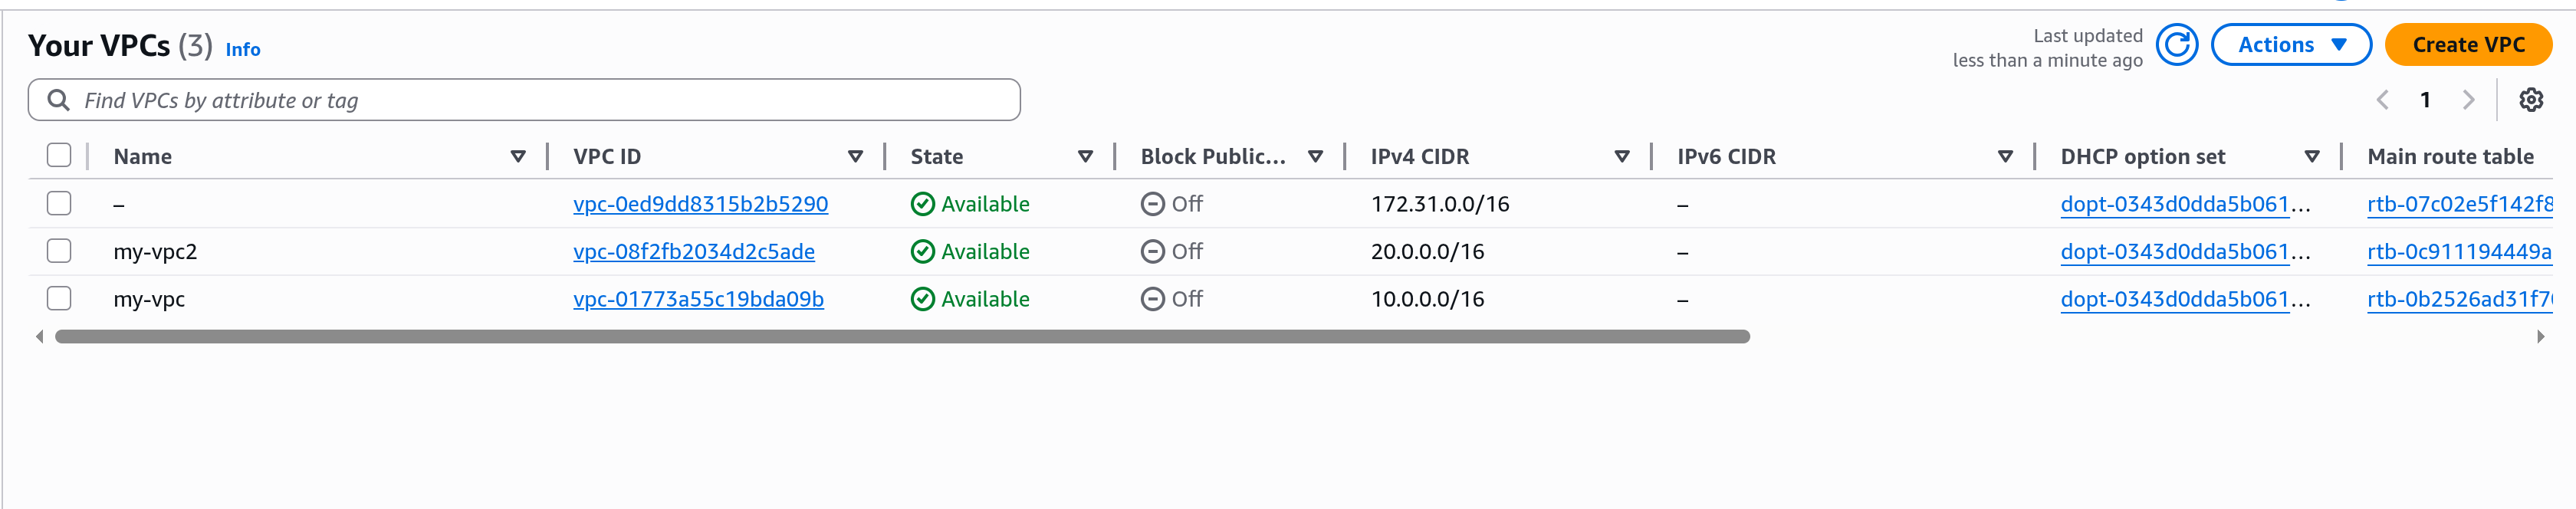 Your VPCs (3) Info
Last updated
less than a minute ago
Actions
Create VPC
Find VPCs by attribute or tag
1
Name VPC ID State Block Public... IPv4 CIDR IPv6 CIDR DHCP option set Main route table
– vpc-0ed9dd8315b2b5290 Available Off 172.31.0.0/16 – dopt-0343d0dda5b061... rtb-07c02e5f142f8
my-vpc2 vpc-08f2fb2034d2c5ade Available Off 20.0.0.0/16 – dopt-0343d0dda5b061... rtb-0c911194449a
my-vpc vpc-01773a55c19bda09b Available Off 10.0.0.0/16 – dopt-0343d0dda5b061... rtb-0b2526ad31f7